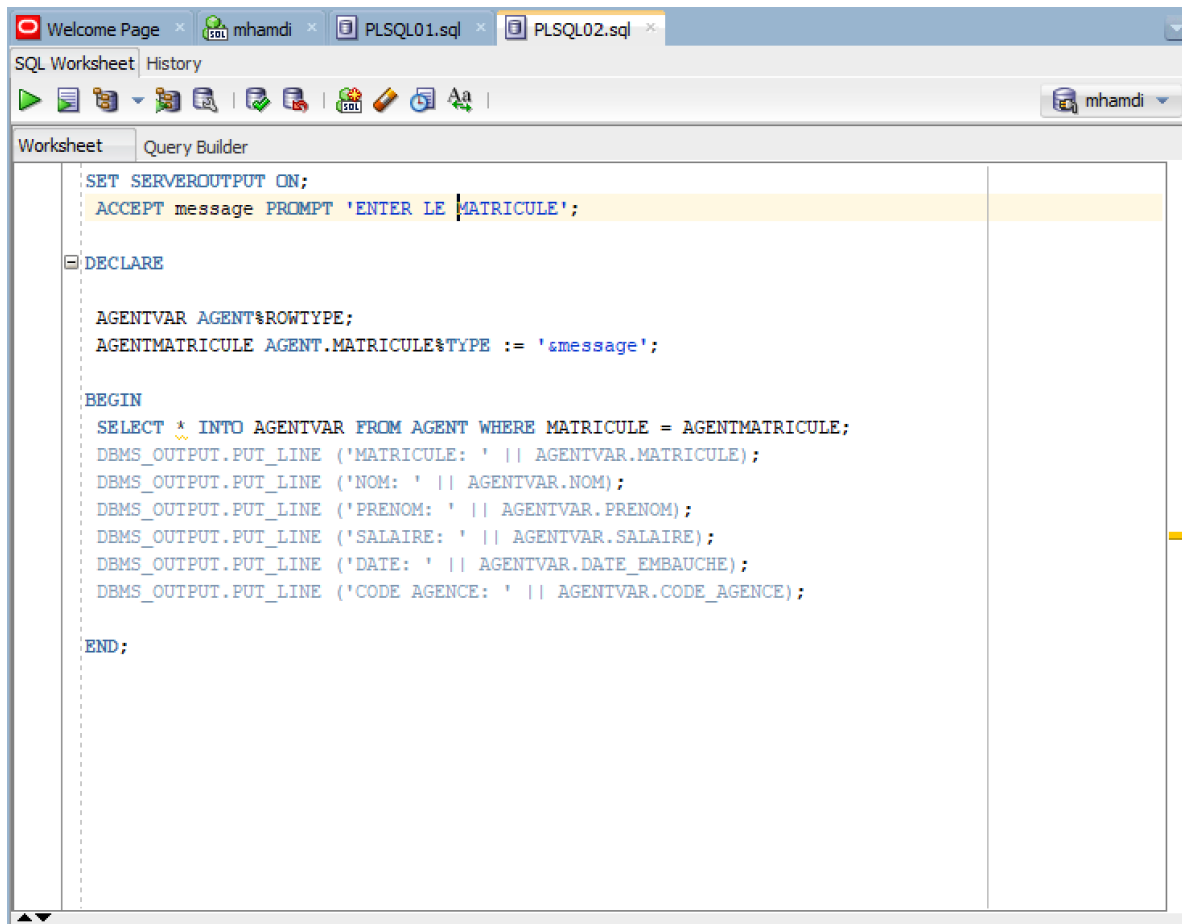 Welcome Page mhamdi PLSQL01.sql PLSQL02.sql
SQL Worksheet History
mhamdi
Worksheet Query Builder
SET SERVEROUTPUT ON;
ACCEPT message PROMPT 'ENTER LE MATRICULE';
DECLARE
AGENTVAR AGENT%ROWTYPE;
AGENTMATRICULE AGENT.MATRICULE%TYPE := '&message';
BEGIN
SELECT * INTO AGENTVAR FROM AGENT WHERE MATRICULE = AGENTMATRICULE;
DBMS_OUTPUT.PUT_LINE ('MATRICULE: ' || AGENTVAR.MATRICULE);
DBMS_OUTPUT.PUT_LINE ('NOM: ' || AGENTVAR.NOM);
DBMS_OUTPUT.PUT_LINE ('PRENOM: ' || AGENTVAR.PRENOM);
DBMS_OUTPUT.PUT_LINE ('SALAIRE: ' || AGENTVAR.SALAIRE);
DBMS_OUTPUT.PUT_LINE ('DATE: ' || AGENTVAR.DATE_EMBAUCHE);
DBMS_OUTPUT.PUT_LINE ('CODE AGENCE: ' || AGENTVAR.CODE_AGENCE);
END;